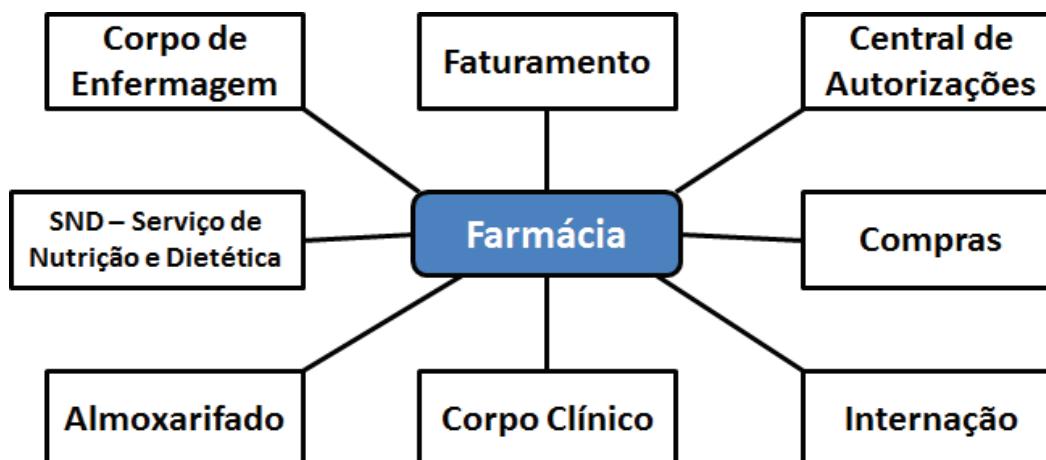 Corpo de
Enfermagem
Faturamento
Central de
Autorizações
SND – Serviço de
Nutrição e Dietética
Farmácia
Compras
Almoxarifado
Corpo Clínico
Internação